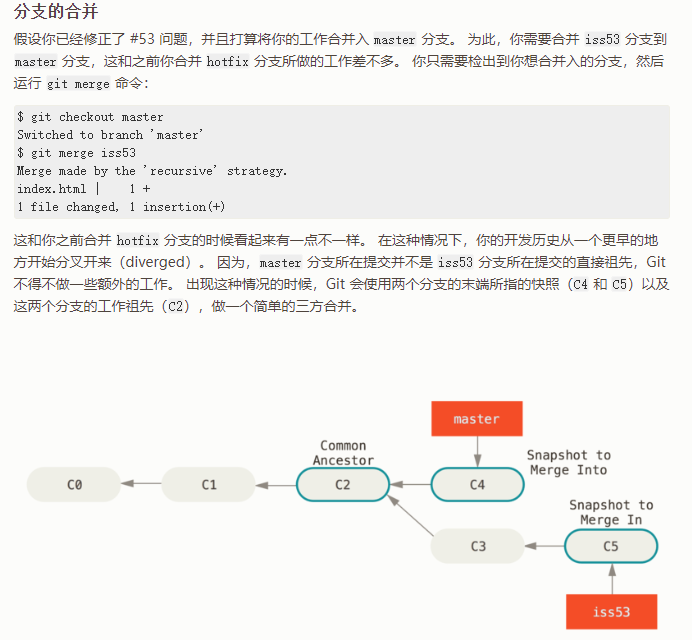 分支的合并
假设你已经修正了 #53 问题，并且打算将你的工作合并入 master 分支。 为此，你需要合并 iss53 分支到
master 分支，这和之前你合并 hotfix 分支所做的工作差不多。 你只需要检出到你想合并入的分支，然后
运行 git merge 命令：
$ git checkout master
Switched to branch 'master'
$ git merge iss53
Merge made by the 'recursive' strategy.
index.html |    1 +
1 file changed, 1 insertion(+)
这和你之前合并 hotfix 分支的时候看起来有一点不一样。 在这种情况下，你的开发历史从一个更早的地
方开始分叉开来（diverged）。 因为，master 分支所在提交并不是 iss53 分支所在提交的直接祖先，Git
不得不做一些额外的工作。 出现这种情况的时候，Git 会使用两个分支的末端所指的快照（C4 和 C5）以及
这两个分支的工作祖先（C2），做一个简单的三方合并。
master
Common
Ancestor
Snapshot to
Merge Into
C0
C1
C2
C4
Snapshot to
Merge In
C3
C5
iss53